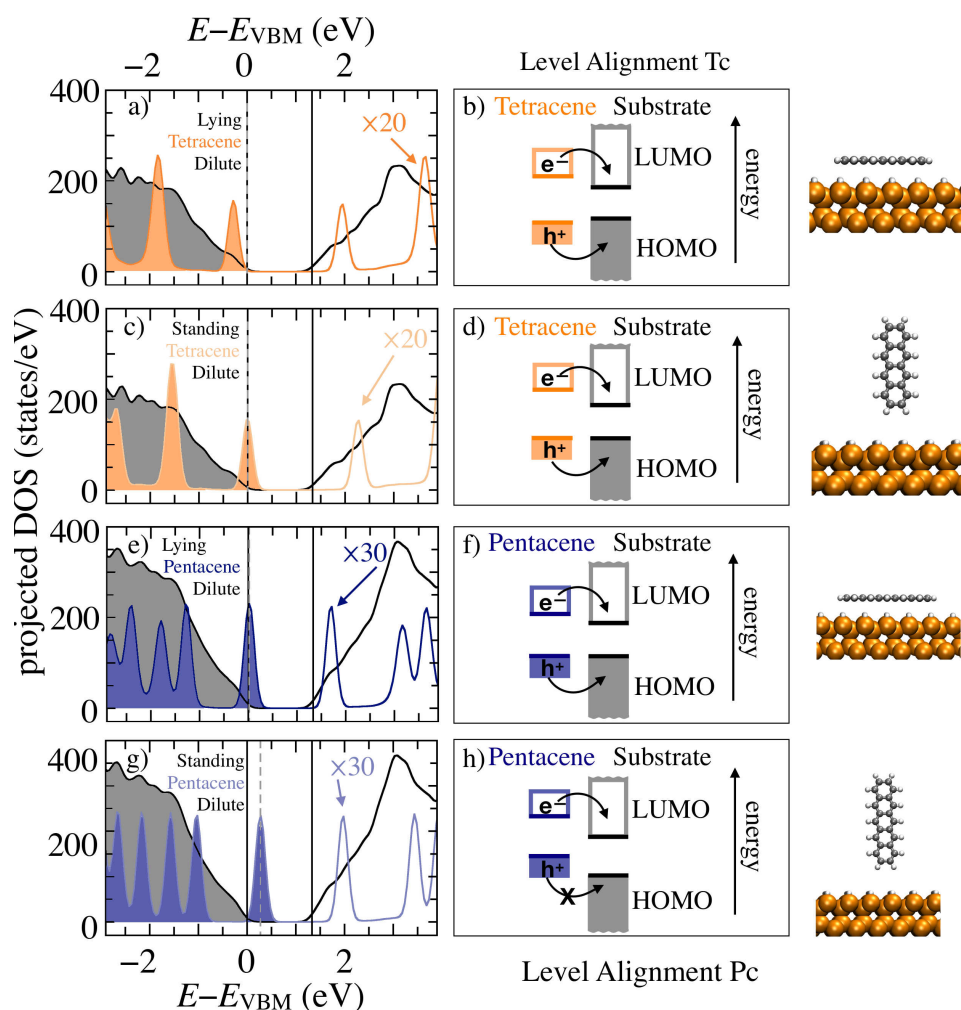 E−E_VBM (eV)
−2 0 2
Level Alignment Tc
projected DOS (states/eV)
400
200
0
a)
Lying
Tetracene
Dilute
×20
b) Tetracene Substrate
e−
LUMO
h+
HOMO
energy
400
200
0
c)
Standing
Tetracene
Dilute
×20
d) Tetracene Substrate
e−
LUMO
h+
HOMO
energy
400
200
0
e)
Lying
Pentacene
Dilute
×30
f) Pentacene Substrate
e−
LUMO
h+
HOMO
energy
400
200
0
g)
Standing
Pentacene
Dilute
×30
h) Pentacene Substrate
e−
LUMO
h+
X
HOMO
energy
−2 0 2
E−E_VBM (eV)
Level Alignment Pc